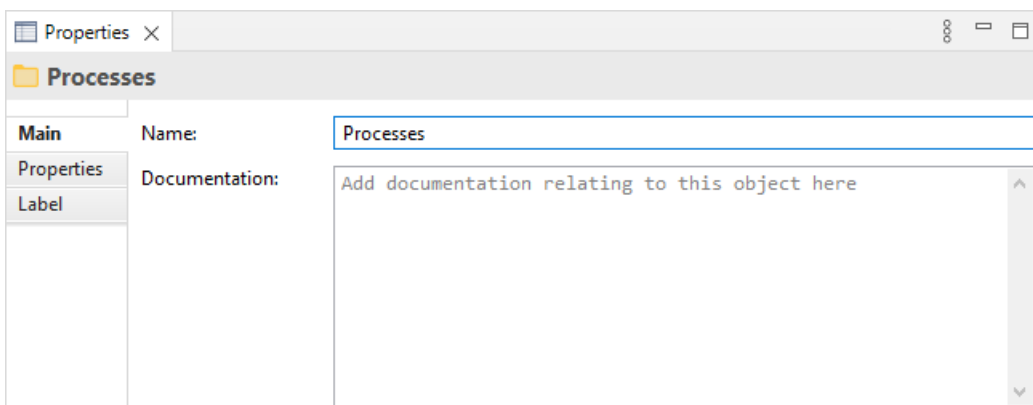 Properties
Processes
Main
Name:
Processes
Properties
Documentation:
Add documentation relating to this object here
Label